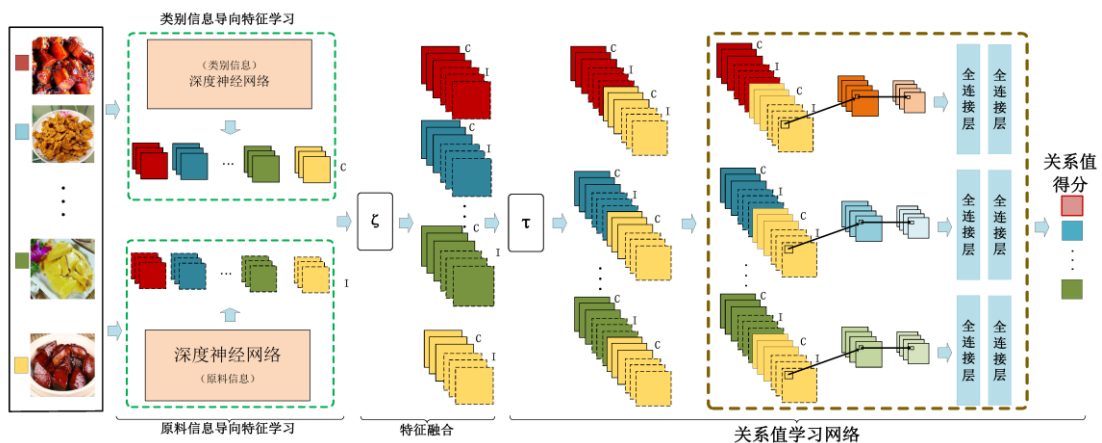 类别信息导向特征学习
(类别信息)
深度神经网络
...
C
...
I
深度神经网络
(原料信息)
原料信息导向特征学习
ζ
C
I
C
I
C
I
C
I
特征融合
τ
C
I
C
I
C
I
C
I
C
I
C
I
全连接层
全连接层
全连接层
全连接层
全连接层
全连接层
关系值学习网络
关系值
得分